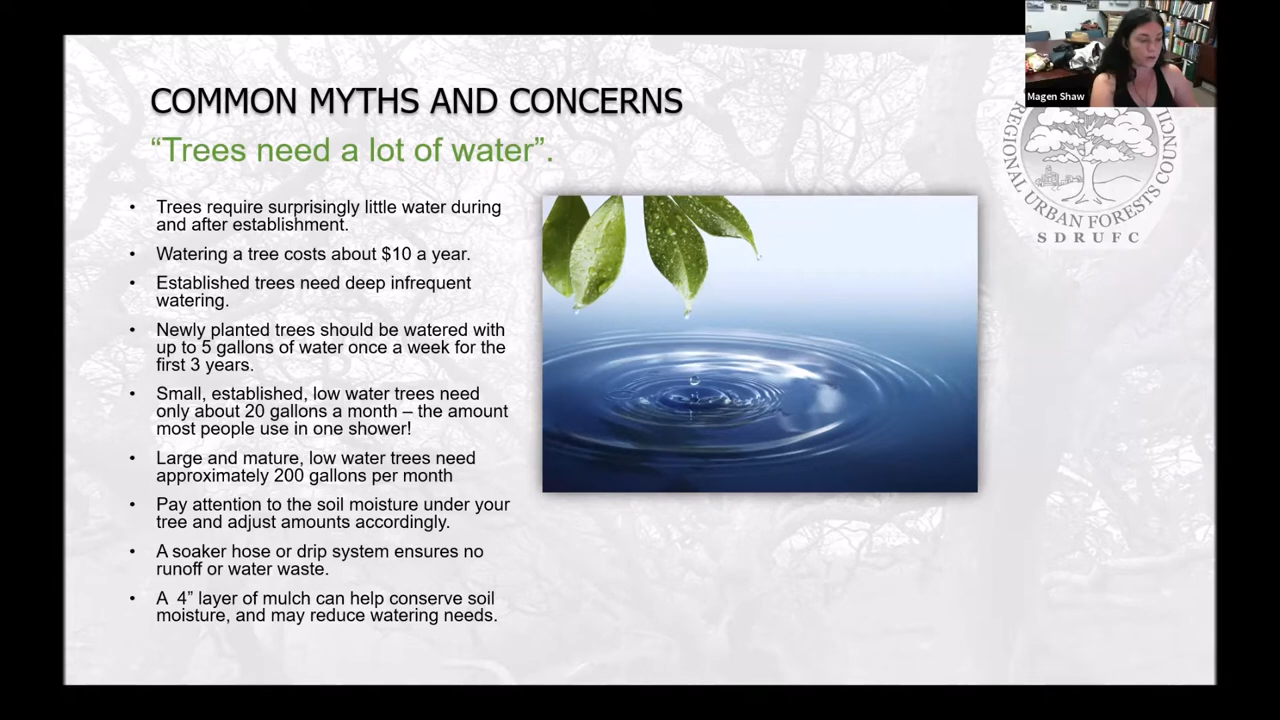 Magen Shaw
COMMON MYTHS AND CONCERNS
“Trees need a lot of water”.
• Trees require surprisingly little water during
and after establishment.
• Watering a tree costs about $10 a year.
• Established trees need deep infrequent
watering.
• Newly planted trees should be watered with
up to 5 gallons of water once a week for the
first 3 years.
• Small, established, low water trees need
only about 20 gallons a month – the amount
most people use in one shower!
• Large and mature, low water trees need
approximately 200 gallons per month
• Pay attention to the soil moisture under your
tree and adjust amounts accordingly.
• A soaker hose or drip system ensures no
runoff or water waste.
• A 4” layer of mulch can help conserve soil
moisture, and may reduce watering needs.
REGIONAL URBAN FORESTS COUNCIL
SDRUFC